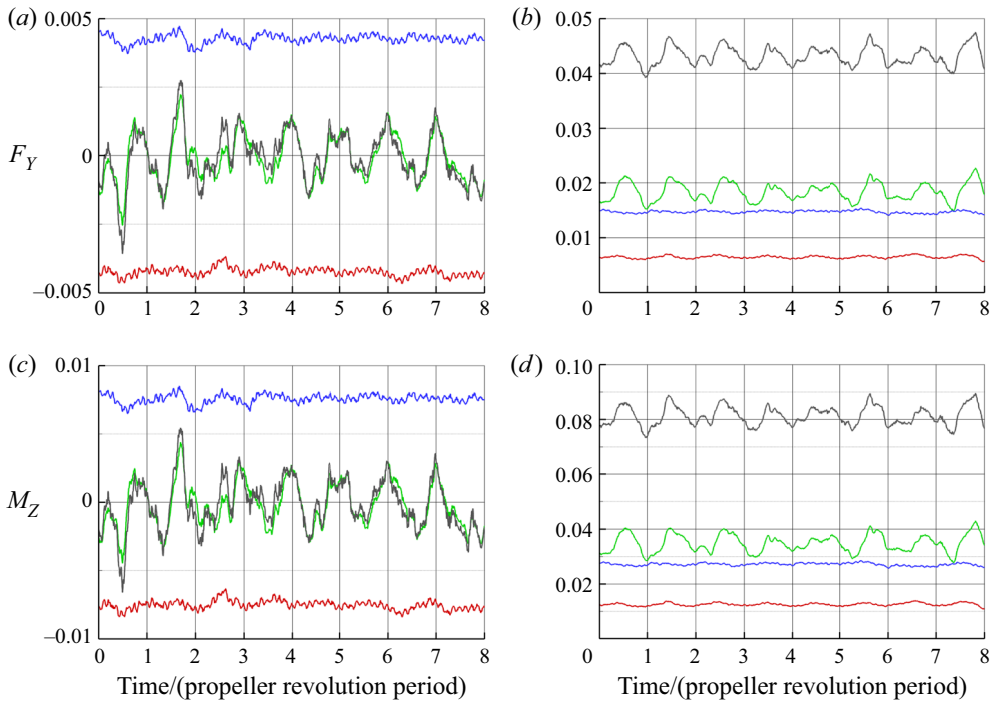 (a)
0.005
F_Y
0
–0.005
0 1 2 3 4 5 6 7 8
(b)
0.05
0.04
0.03
0.02
0.01
0 1 2 3 4 5 6 7 8
(c)
0.01
M_Z
0
–0.01
0 1 2 3 4 5 6 7 8
Time/(propeller revolution period)
(d)
0.10
0.08
0.06
0.04
0.02
0 1 2 3 4 5 6 7 8
Time/(propeller revolution period)